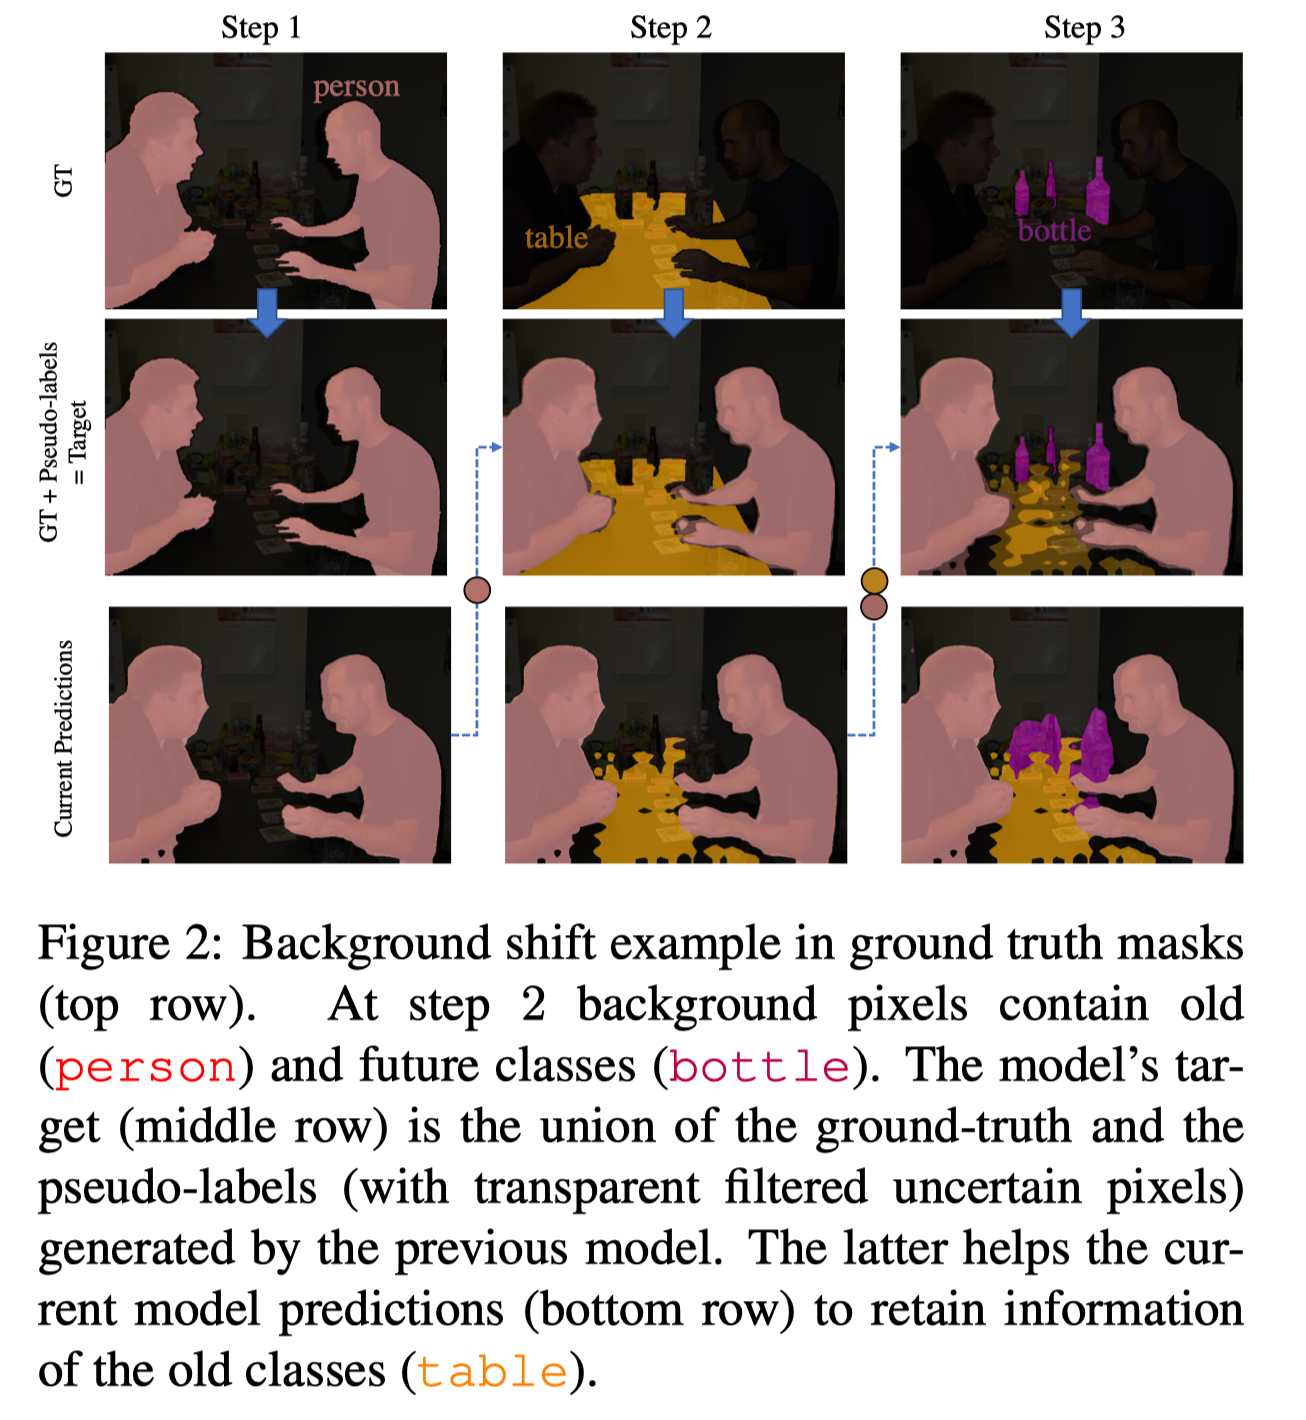 Step 1
Step 2
Step 3
GT
person
table
bottle
GT + Pseudo-labels
= Target
Current Predictions
Figure 2: Background shift example in ground truth masks
(top row). At step 2 background pixels contain old
(person) and future classes (bottle). The model’s tar-
get (middle row) is the union of the ground-truth and the
pseudo-labels (with transparent filtered uncertain pixels)
generated by the previous model. The latter helps the cur-
rent model predictions (bottom row) to retain information
of the old classes (table).